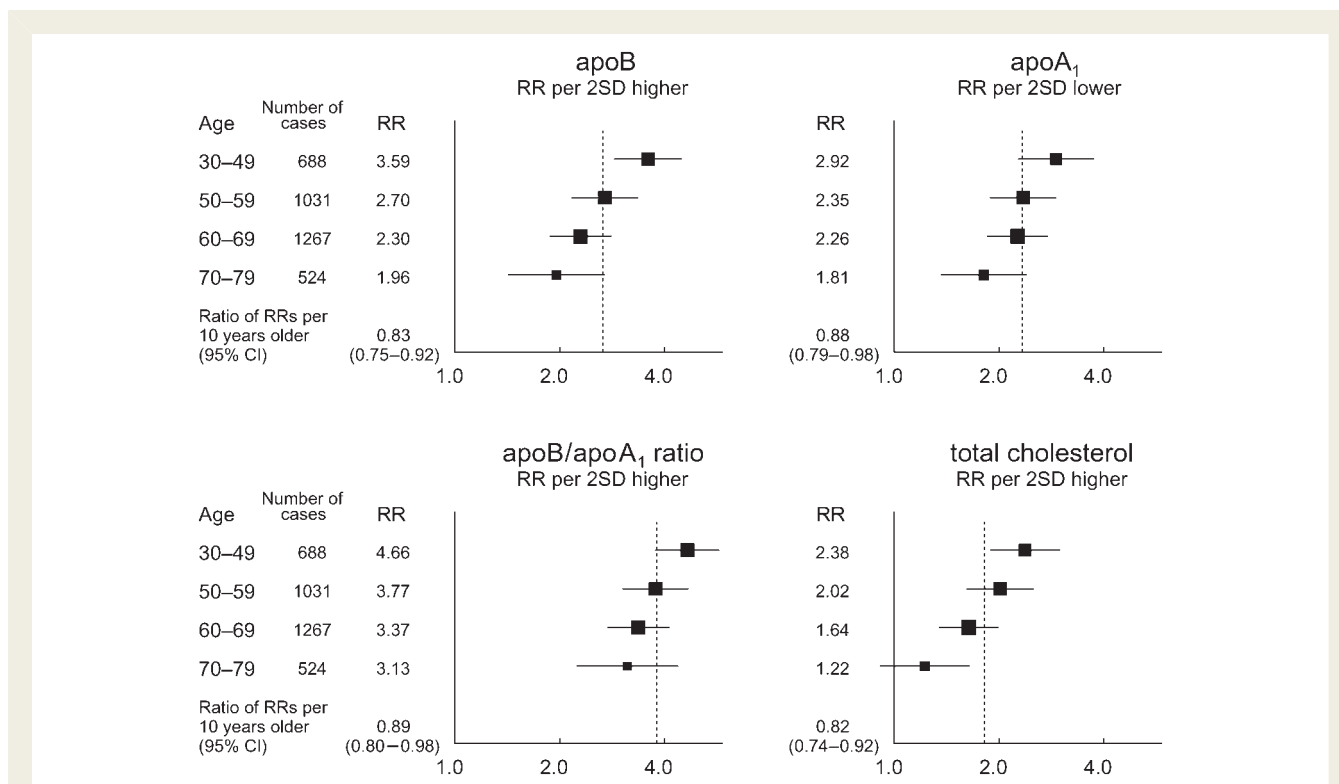 apoB
RR per 2SD higher
Age Number of cases RR
30–49 688 3.59
50–59 1031 2.70
60–69 1267 2.30
70–79 524 1.96
Ratio of RRs per
10 years older 0.83
(95% CI) (0.75–0.92)
1.0 2.0 4.0
apoA₁
RR per 2SD lower
RR
2.92
2.35
2.26
1.81
0.88
(0.79–0.98)
1.0 2.0 4.0
apoB/apoA₁ ratio
RR per 2SD higher
Age Number of cases RR
30–49 688 4.66
50–59 1031 3.77
60–69 1267 3.37
70–79 524 3.13
Ratio of RRs per
10 years older 0.89
(95% CI) (0.80–0.98)
1.0 2.0 4.0
total cholesterol
RR per 2SD higher
RR
2.38
2.02
1.64
1.22
0.82
(0.74–0.92)
1.0 2.0 4.0